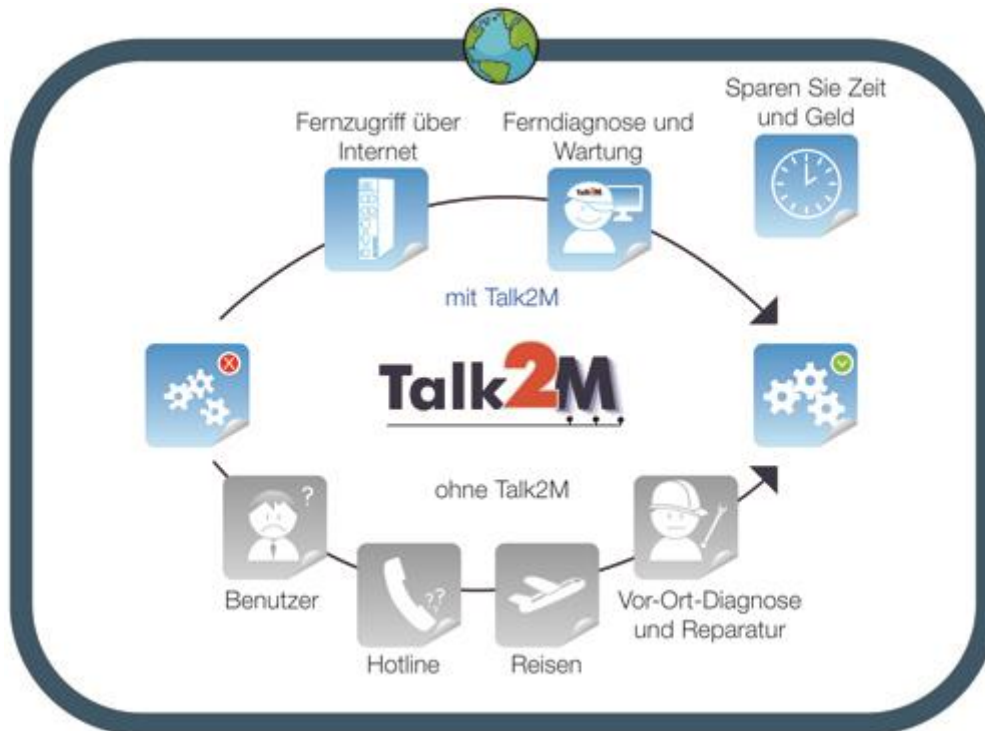 Sparen Sie Zeit
und Geld
Fernzugriff über
Internet
Ferndiagnose und
Wartung
Talk2M
mit Talk2M
Talk2M
ohne Talk2M
?
Benutzer
??
Hotline
Reisen
Vor-Ort-Diagnose
und Reparatur